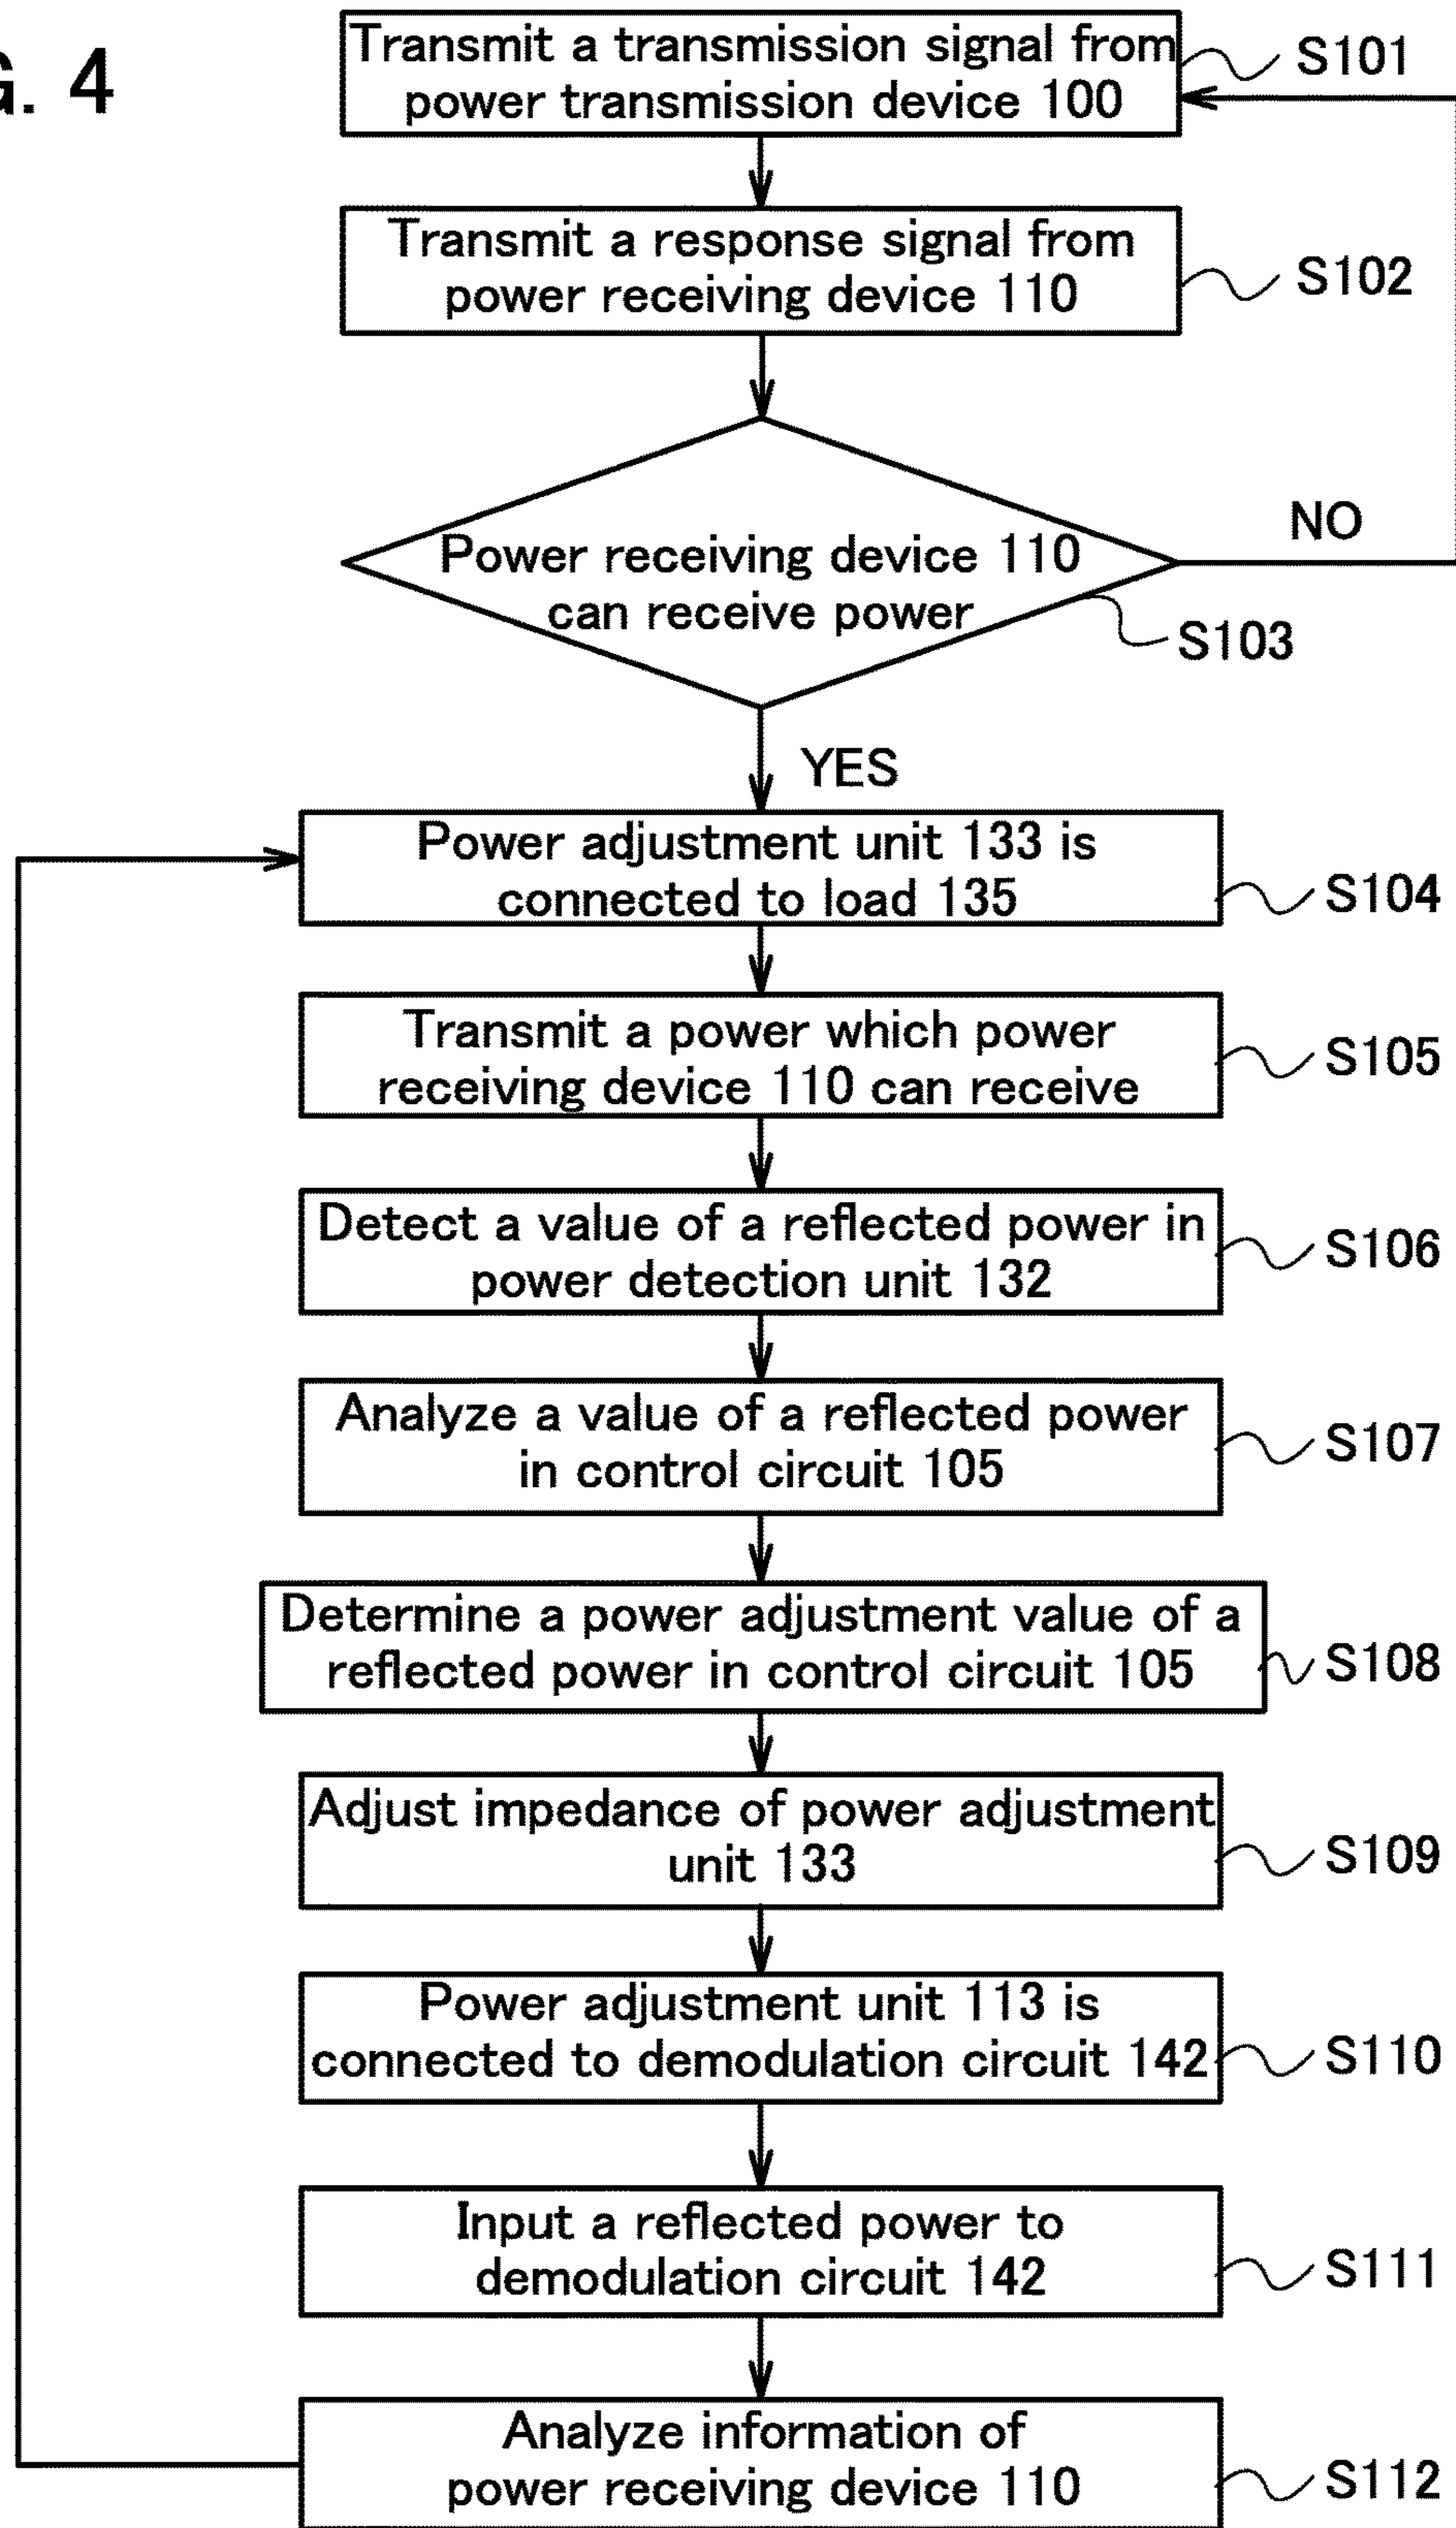 G. 4
Transmit a transmission signal from
power transmission device 100
S101
Transmit a response signal from
power receiving device 110
S102
Power receiving device 110
can receive power
NO
S103
YES
Power adjustment unit 133 is
connected to load 135
S104
Transmit a power which power
receiving device 110 can receive
S105
Detect a value of a reflected power in
power detection unit 132
S106
Analyze a value of a reflected power
in control circuit 105
S107
Determine a power adjustment value of a
reflected power in control circuit 105
S108
Adjust impedance of power adjustment
unit 133
S109
Power adjustment unit 113 is
connected to demodulation circuit 142
S110
Input a reflected power to
demodulation circuit 142
S111
Analyze information of
power receiving device 110
S112